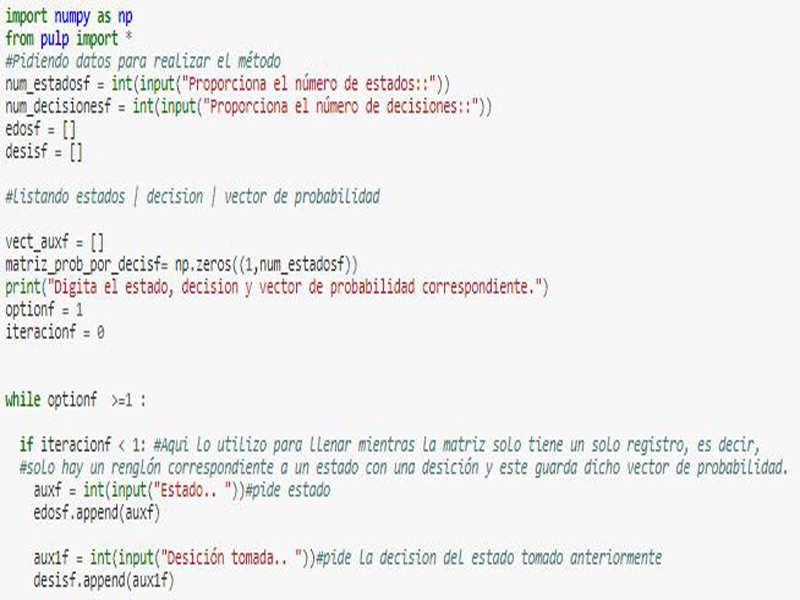 import numpy as np
from pulp import *
#Pidiendo datos para realizar el método
num_estadosf = int(input("Proporciona el número de estados::"))
num_decisionesf = int(input("Proporciona el número de decisiones::"))
edosf = []
desisf = []
#listando estados | decision | vector de probabilidad
vect_auxf = []
matriz_prob_por_decisf= np.zeros((1,num_estadosf))
print("Digita el estado, decision y vector de probabilidad correspondiente.")
optionf = 1
iteracionf = 0
while optionf  >=1 :
if iteracionf < 1: #Aqui lo utilizo para llenar mientras la matriz solo tiene un solo registro, es decir,
#solo hay un renglón correspondiente a un estado con una desición y este guarda dicho vector de probabilidad.
auxf = int(input("Estado.. "))#pide estado
edosf.append(auxf)
aux1f = int(input("Desición tomada.. "))#pide la decision del estado tomado anteriormente
desisf.append(aux1f)